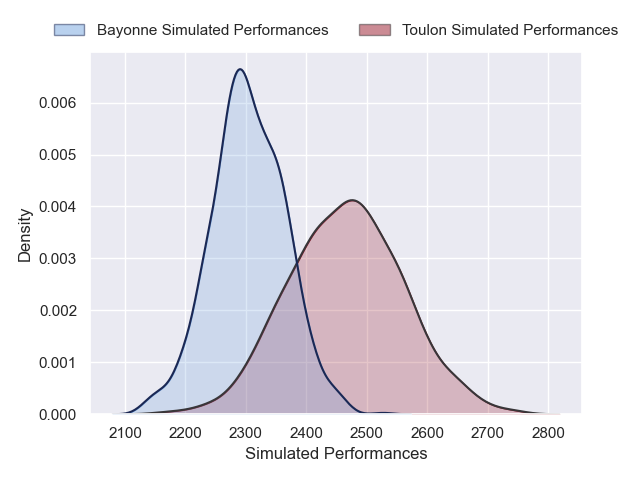 Bayonne Simulated Performances Toulon Simulated Performances
0.006
0.005
0.004
0.003
0.002
0.001
0.000
Density
2100 2200 2300 2400 2500 2600 2700 2800
Simulated Performances